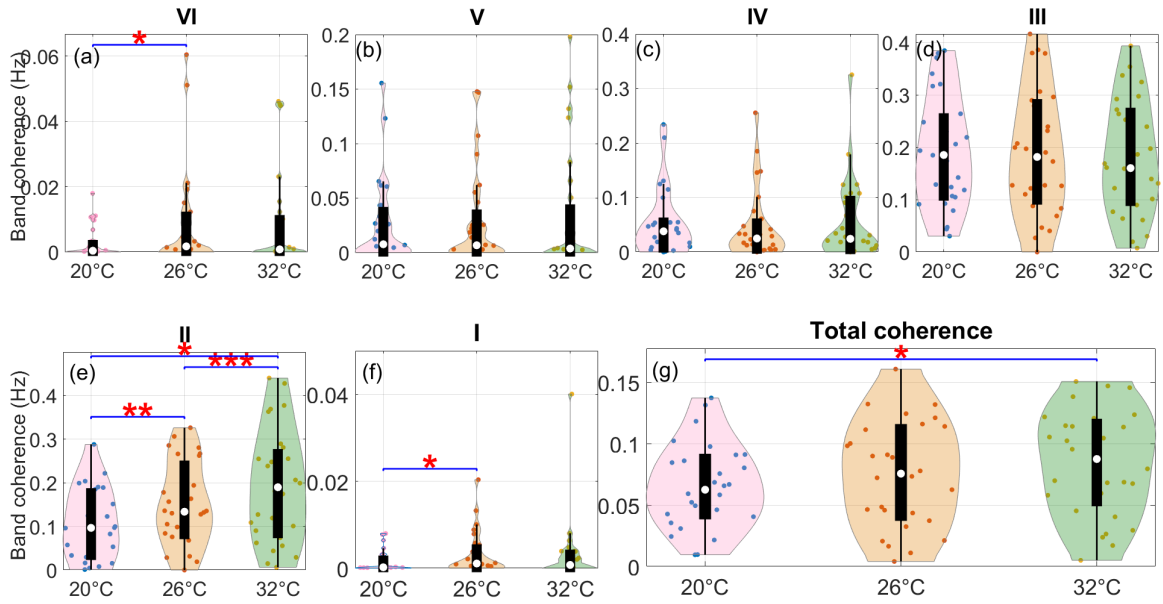 VI
V
IV
III
(a)
*
Band coherence (Hz)
0.06
0.04
0.02
0
20°C
26°C
32°C
(b)
0.2
0.15
0.1
0.05
0
20°C
26°C
32°C
(c)
0.4
0.3
0.2
0.1
0
20°C
26°C
32°C
(d)
0.4
0.3
0.2
0.1
0
20°C
26°C
32°C
II
I
Total coherence
(e)
*
***
**
Band coherence (Hz)
0.4
0.3
0.2
0.1
0
20°C
26°C
32°C
(f)
*
0.04
0.02
0
20°C
26°C
32°C
(g)
*
0.15
0.1
0.05
0
20°C
26°C
32°C